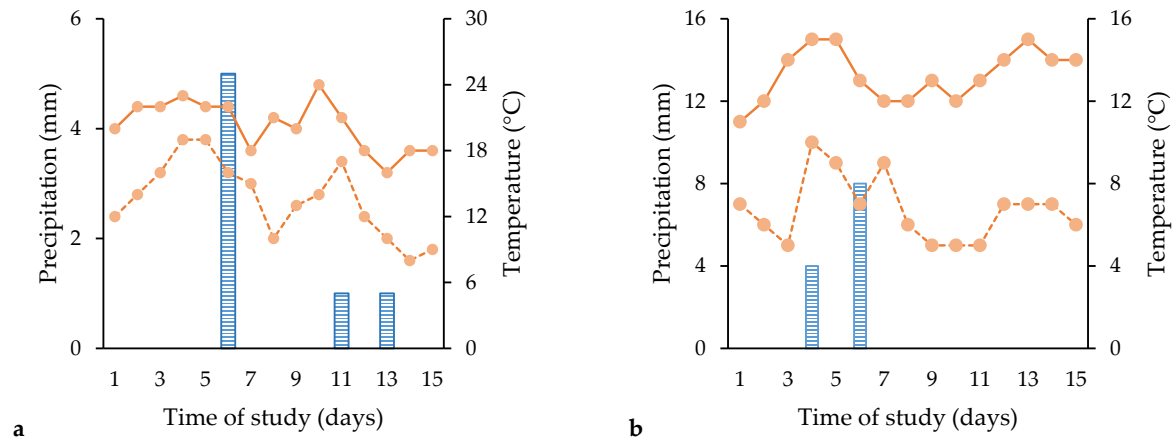 6
4
2
0
Precipitation (mm)
30
24
18
12
6
0
Temperature (°C)
1 3 5 7 9 11 13 15
Time of study (days)
a
16
12
8
4
0
Precipitation (mm)
16
12
8
4
0
Temperature (°C)
1 3 5 7 9 11 13 15
Time of study (days)
b